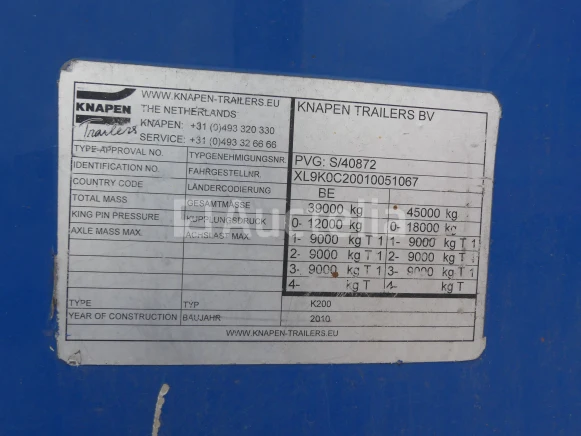 KNAPEN
Trailers
WWW.KNAPEN-TRAILERS.EU
THE NETHERLANDS
KNAPEN: +31 (0)493 320 330
SERVICE: +31 (0)493 32 66 66
KNAPEN TRAILERS BV
TYPE-APPROVAL NO. TYPGENEHMIGUNGSNR. PVG: S/40872
IDENTIFICATION NO. FAHRGESTELLNR. XL9K0C20010051067
COUNTRY CODE LÄNDERCODIERUNG BE
TOTAL MASS GESAMTMASSE 39000 kg 45000 kg
KING PIN PRESSURE KUPPLUNGSDRUCK 0- 12000 kg 0- 18000 kg
AXLE MASS MAX. ACHSLAST MAX. 1- 9000 kg T 1 1- 9000 kg T 1
2- 9000 kg T 1 2- 9000 kg T 1
3- 9000 kg T 1 3- 9000 kg T 1
4- kg T 4- kg T
TYPE TYP K200
YEAR OF CONSTRUCTION BAUJAHR 2010
WWW.KNAPEN-TRAILERS.EU